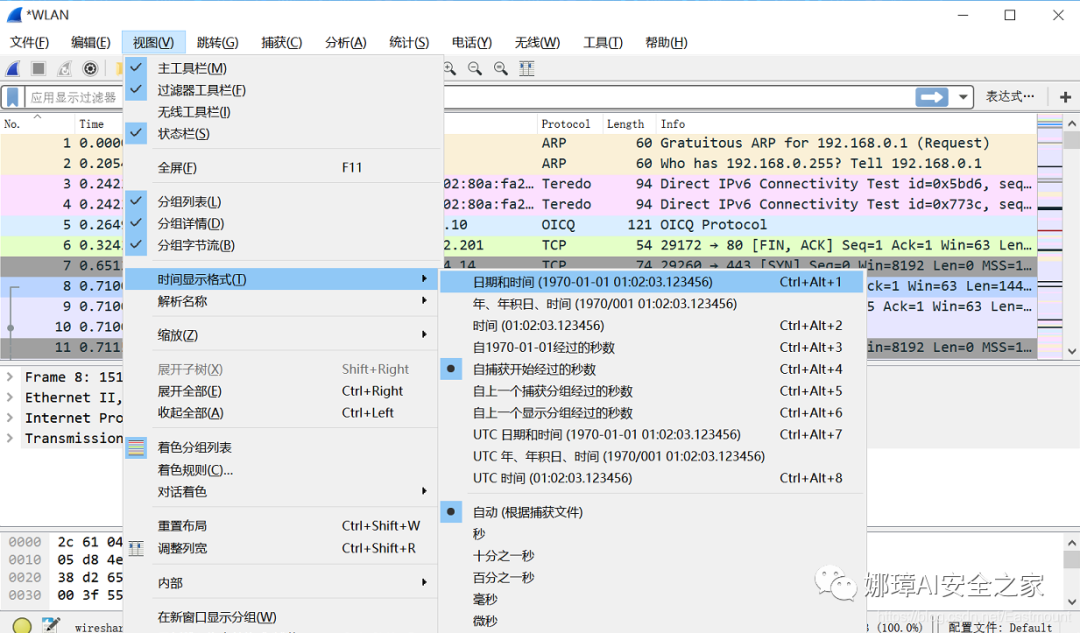 *WLAN
文件(F) 编辑(E) 视图(V) 跳转(G) 捕获(C) 分析(A) 统计(S) 电话(Y) 无线(W) 工具(T) 帮助(H)
应用显示过滤器
表达式…
主工具栏(M)
过滤器工具栏(F)
无线工具栏(I)
状态栏(S)
全屏(F) F11
分组列表(L)
分组详情(D)
分组字节流(B)
时间显示格式(T)
解析名称
缩放(Z)
展开子树(X) Shift+Right
展开全部(E) Ctrl+Right
收起全部(A) Ctrl+Left
着色分组列表
着色规则(C)...
对话着色
重置布局 Ctrl+Shift+W
调整列宽 Ctrl+Shift+R
内部
在新窗口显示分组(W)
No. Time Protocol Length Info
1 0.000 ARP 60 Gratuitous ARP for 192.168.0.1 (Request)
2 0.205 ARP 60 Who has 192.168.0.255? Tell 192.168.0.1
3 0.242 02:80a:fa2… Teredo 94 Direct IPv6 Connectivity Test id=0x5bd6, seq…
4 0.242 02:80a:fa2… Teredo 94 Direct IPv6 Connectivity Test id=0x773c, seq…
5 0.264 .10 OICQ 121 OICQ Protocol
6 0.324 2.201 TCP 54 29172 → 80 [FIN, ACK] Seq=1 Ack=1 Win=63 Len…
7 0.651 4.14 TCP 74 29260 → 443 [SYN] Seq=0 Win=8192 Len=0 MSS=1…
8 0.710 ck=1 Win=63 Len=144…
9 0.710 5 Ack=1 Win=63 Len=…
10 0.710
11 0.711 in=8192 Len=0 MSS=1…
日期和时间 (1970-01-01 01:02:03.123456) Ctrl+Alt+1
年、年积日、时间 (1970/001 01:02:03.123456)
时间 (01:02:03.123456) Ctrl+Alt+2
自1970-01-01经过的秒数 Ctrl+Alt+3
自捕获开始经过的秒数 Ctrl+Alt+4
自上一个捕获分组经过的秒数 Ctrl+Alt+5
自上一个显示分组经过的秒数 Ctrl+Alt+6
UTC 日期和时间 (1970-01-01 01:02:03.123456) Ctrl+Alt+7
UTC 年、年积日、时间 (1970/001 01:02:03.123456)
UTC 时间 (01:02:03.123456) Ctrl+Alt+8
自动 (根据捕获文件)
秒
十分之一秒
百分之一秒
毫秒
微秒
Frame 8: 151
Ethernet II,
Internet Pro
Transmission
0000 2c 61 04
0010 05 d8 4e
0020 38 d2 65
0030 00 3f 55
娜璋AI安全之家
wireshar (100.0%) 配置文件: Default